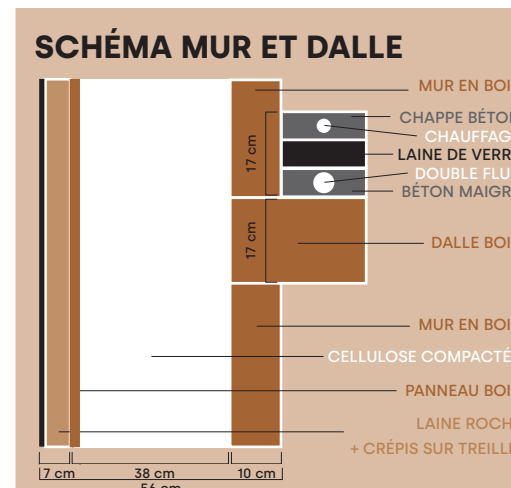 SCHÉMA MUR ET DALLE
MUR EN BOI
CHAPPE BÉTO
CHAUFFAG
LAINE DE VERR
DOUBLE FLU
BÉTON MAIGR
17 cm
17 cm
DALLE BOI
MUR EN BOI
CELLULOSE COMPACTÉ
PANNEAU BOI
LAINE ROCH
+ CRÉPIS SUR TREILL
7 cm 38 cm 10 cm
56 cm